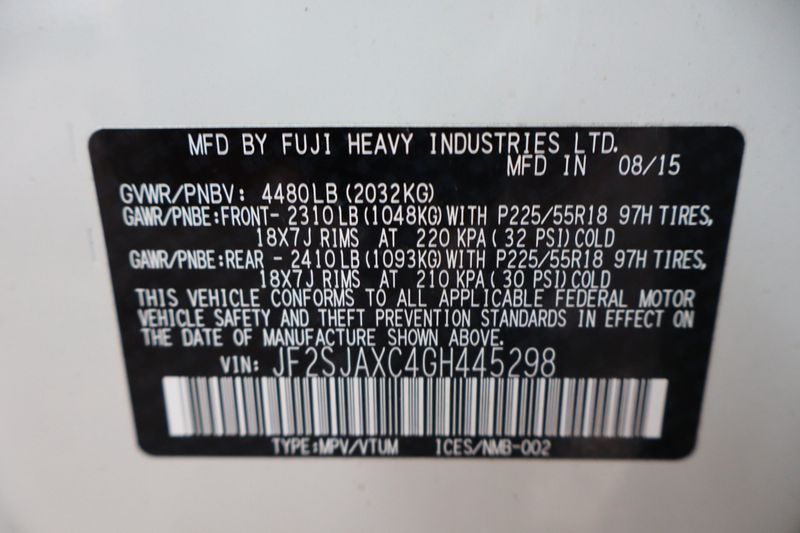 MFD BY FUJI HEAVY INDUSTRIES LTD.
MFD IN 08/15
GVWR/PNBV: 4480LB (2032KG)
GAWR/PNBE:FRONT- 2310LB (1048KG) WITH P225/55R18 97H TIRES,
18X7J RIMS AT 220 KPA ( 32 PSI) COLD
GAWR/PNBE:REAR - 2410LB (1093KG) WITH P225/55R18 97H TIRES,
18X7J RIMS AT 210 KPA ( 30 PSI) COLD
THIS VEHICLE CONFORMS TO ALL APPLICABLE FEDERAL MOTOR
VEHICLE SAFETY AND THEFT PREVENTION STANDARDS IN EFFECT ON
THE DATE OF MANUFACTURE SHOWN ABOVE.
VIN: JF2SJAXC4GH445298
TYPE:MPV/VTUM ICES/NMB-002